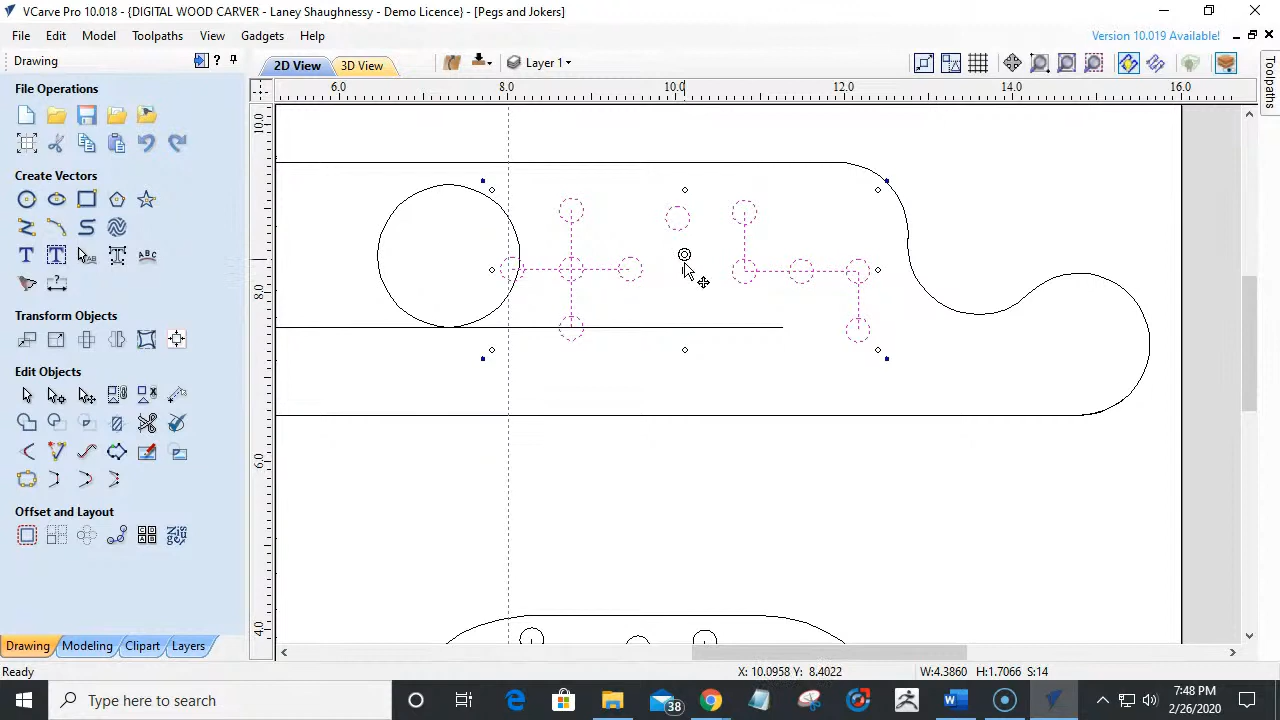 VCarve Pro 10.018 - {DIGITAL WOOD CARVER - Laney Shaughnessy - Demo Licence} - [Pegs and Jokers]
File Edit Model Toolpaths View Gadgets Help
Version 10.019 Available!
Drawing
2D View
3D View
Layer 1
Toolpaths
File Operations
6.0 8.0 10.0 12.0 14.0 16.0
10.0
8.0
6.0
4.0
Create Vectors
Transform Objects
Edit Objects
Offset and Layout
Drawing Modeling Clipart Layers
Ready
X: 10.0958 Y: 8.4022
W:4.3860 H:1.7066 S:14
Type here to search
38
7:48 PM
2/26/2020